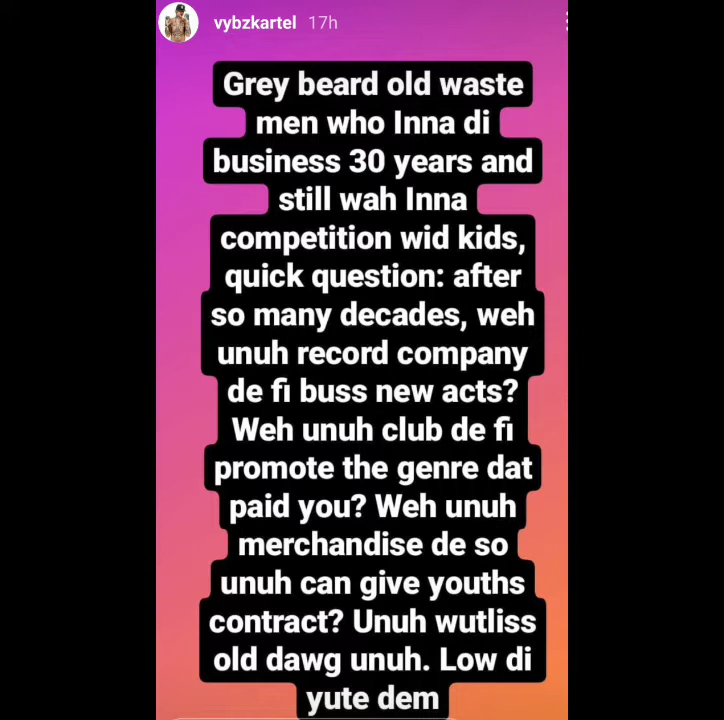 vybzkartel 17h
Grey beard old waste
men who Inna di
business 30 years and
still wah Inna
competition wid kids,
quick question: after
so many decades, weh
unuh record company
de fi buss new acts?
Weh unuh club de fi
promote the genre dat
paid you? Weh unuh
merchandise de so
unuh can give youths
contract? Unuh wutliss
old dawg unuh. Low di
yute dem